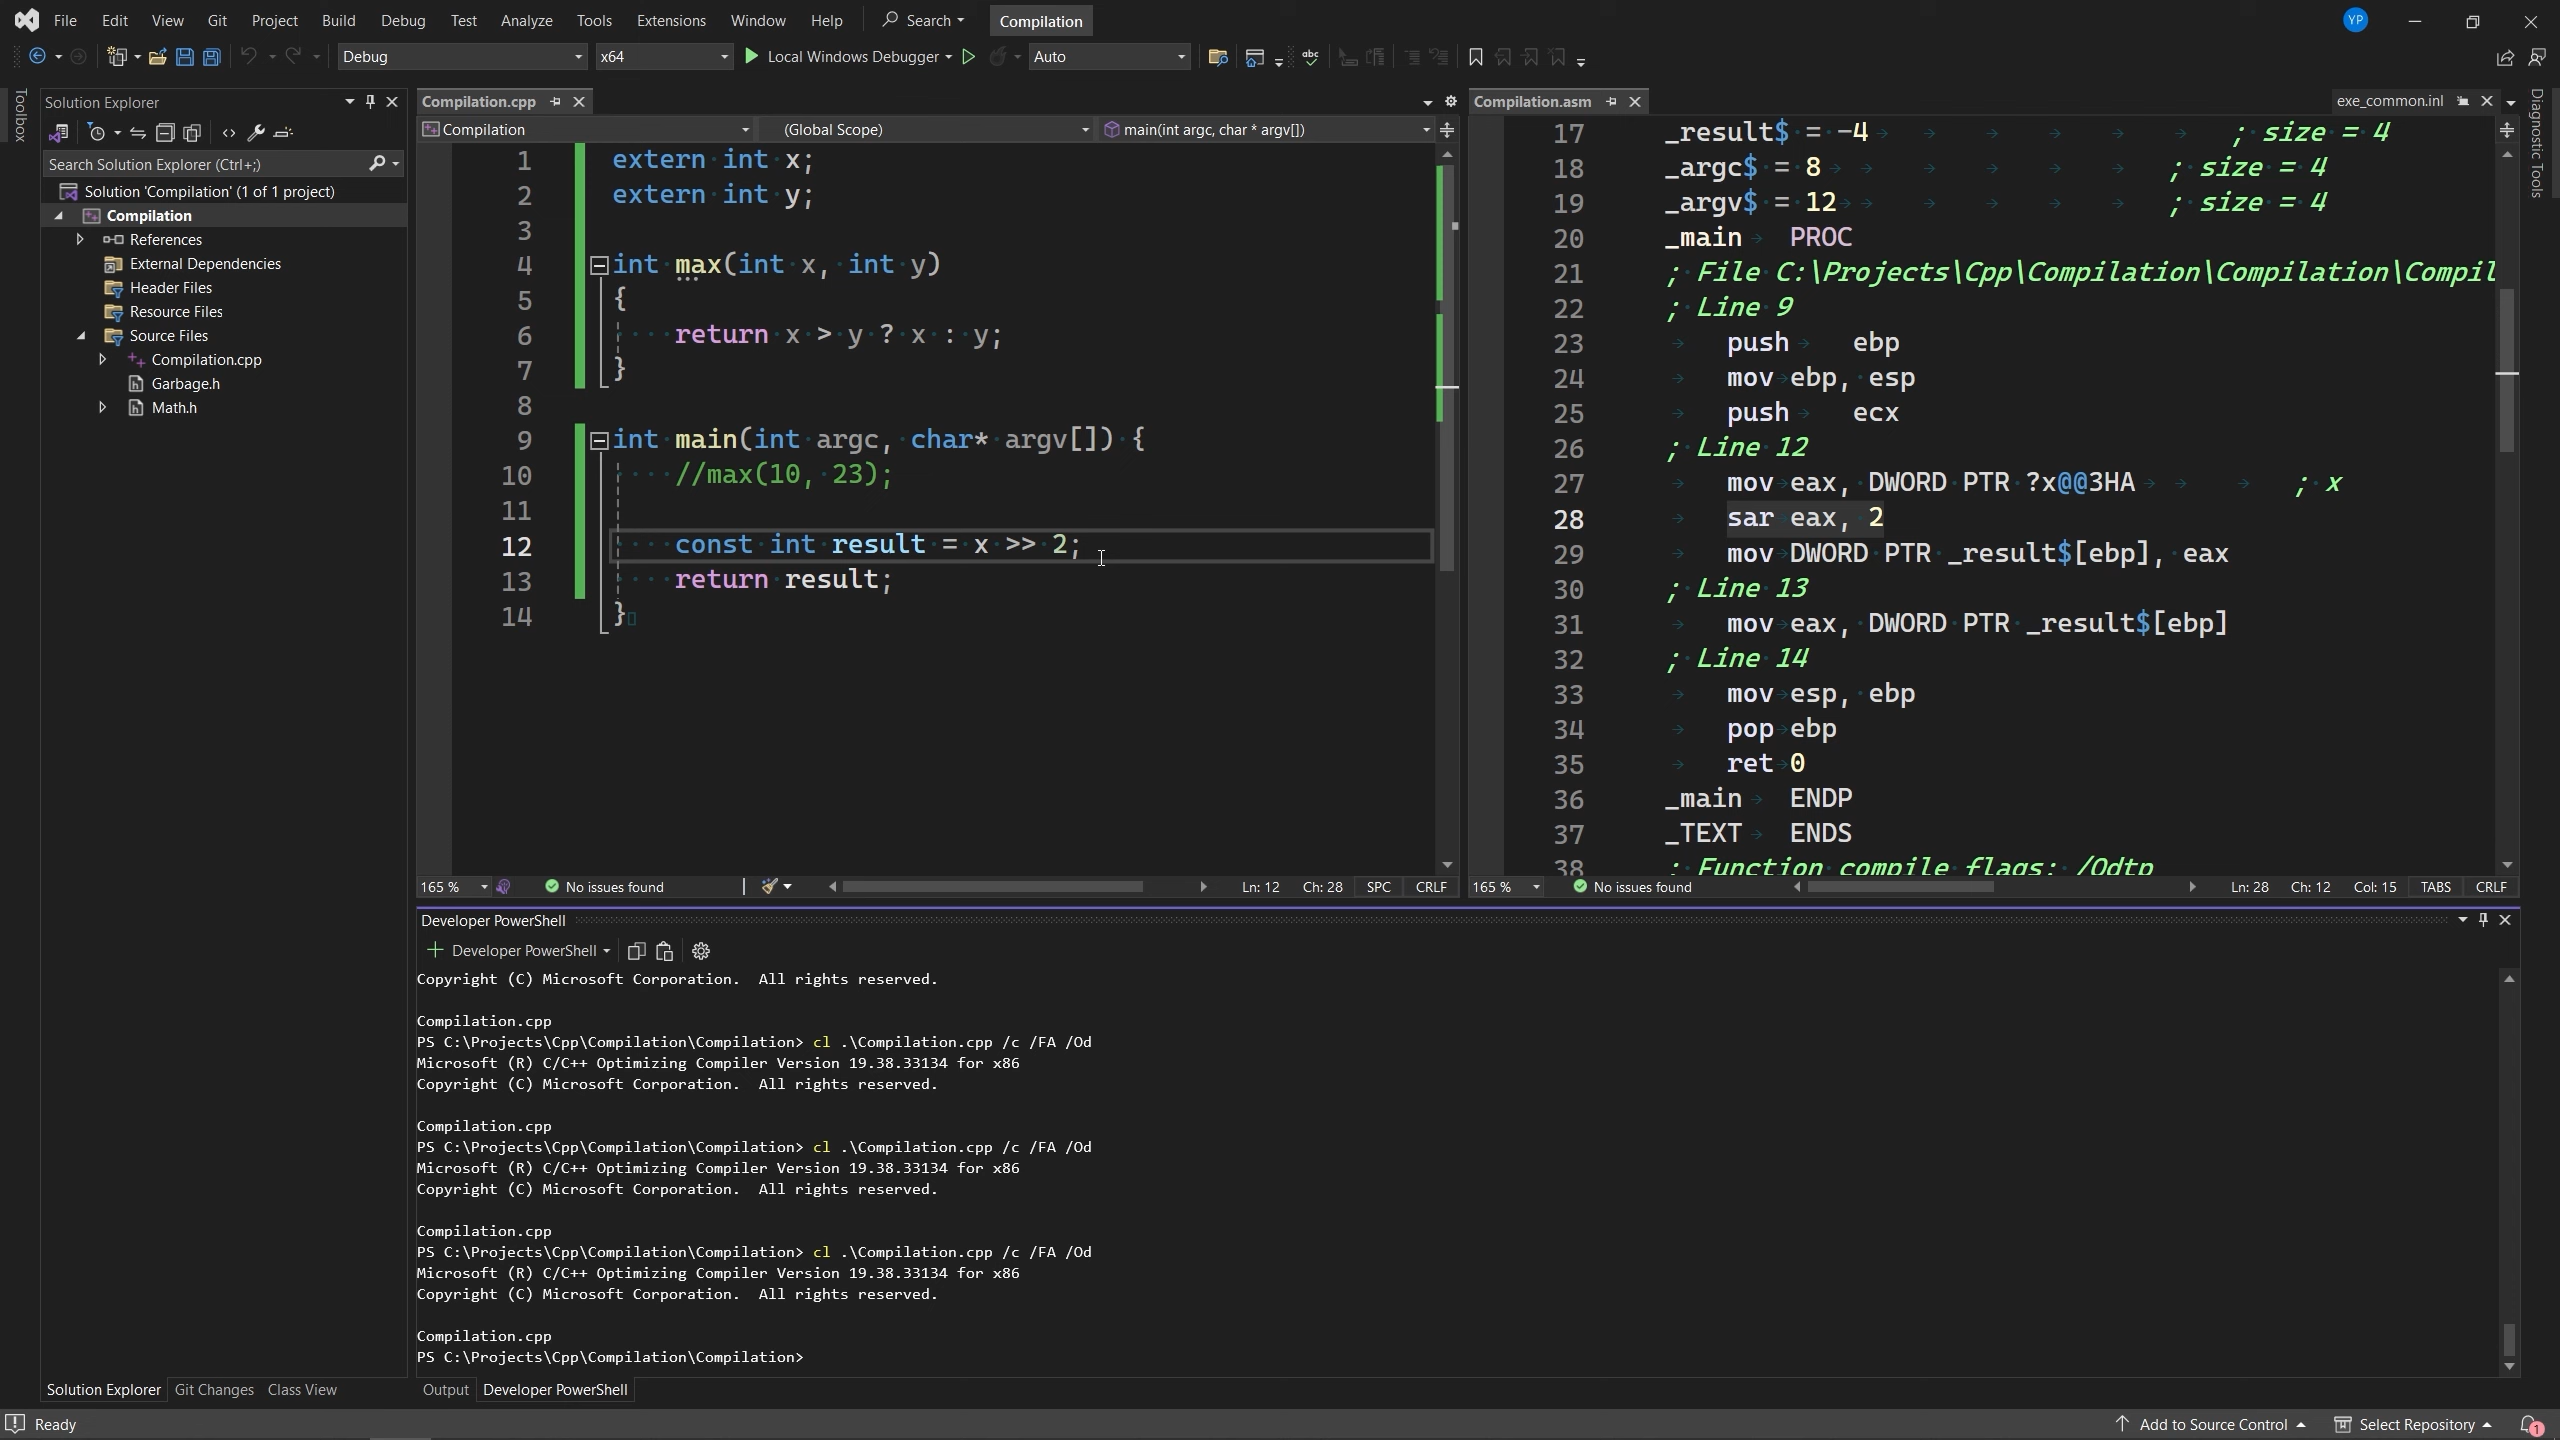 File Edit View Git Project Build Debug Test Analyze Tools Extensions Window Help Search Compilation YP
Debug x64 Local Windows Debugger Auto
Toolbox
Solution Explorer
Search Solution Explorer (Ctrl+;)
Solution 'Compilation' (1 of 1 project)
Compilation
References
External Dependencies
Header Files
Resource Files
Source Files
Compilation.cpp
Garbage.h
Math.h
Compilation.cpp
Compilation (Global Scope) main(int argc, char * argv[])
1 extern int x;
2 extern int y;
3
4 int max(int x, int y)
5 {
6 return x > y ? x : y;
7 }
8
9 int main(int argc, char* argv[]) {
10 //max(10, 23);
11
12 const int result = x >> 2;
13 return result;
14 }
165 % No issues found Ln: 12 Ch: 28 SPC CRLF
Compilation.asm exe_common.inl
17 _result$ = -4 ; size = 4
18 _argc$ = 8 ; size = 4
19 _argv$ = 12 ; size = 4
20 _main PROC
21 ; File C:\Projects\Cpp\Compilation\Compilation\Compil
22 ; Line 9
23 push ebp
24 mov ebp, esp
25 push ecx
26 ; Line 12
27 mov eax, DWORD PTR ?x@@3HA ; x
28 sar eax, 2
29 mov DWORD PTR _result$[ebp], eax
30 ; Line 13
31 mov eax, DWORD PTR _result$[ebp]
32 ; Line 14
33 mov esp, ebp
34 pop ebp
35 ret 0
36 _main ENDP
37 _TEXT ENDS
38 ; Function compile flags: /Odtp
165 % No issues found Ln: 28 Ch: 12 Col: 15 TABS CRLF
Diagnostic Tools
Developer PowerShell
Developer PowerShell
Copyright (C) Microsoft Corporation. All rights reserved.
Compilation.cpp
PS C:\Projects\Cpp\Compilation\Compilation> cl .\Compilation.cpp /c /FA /Od
Microsoft (R) C/C++ Optimizing Compiler Version 19.38.33134 for x86
Copyright (C) Microsoft Corporation. All rights reserved.
Compilation.cpp
PS C:\Projects\Cpp\Compilation\Compilation> cl .\Compilation.cpp /c /FA /Od
Microsoft (R) C/C++ Optimizing Compiler Version 19.38.33134 for x86
Copyright (C) Microsoft Corporation. All rights reserved.
Compilation.cpp
PS C:\Projects\Cpp\Compilation\Compilation> cl .\Compilation.cpp /c /FA /Od
Microsoft (R) C/C++ Optimizing Compiler Version 19.38.33134 for x86
Copyright (C) Microsoft Corporation. All rights reserved.
Compilation.cpp
PS C:\Projects\Cpp\Compilation\Compilation>
Solution Explorer Git Changes Class View Output Developer PowerShell
Ready Add to Source Control Select Repository 1